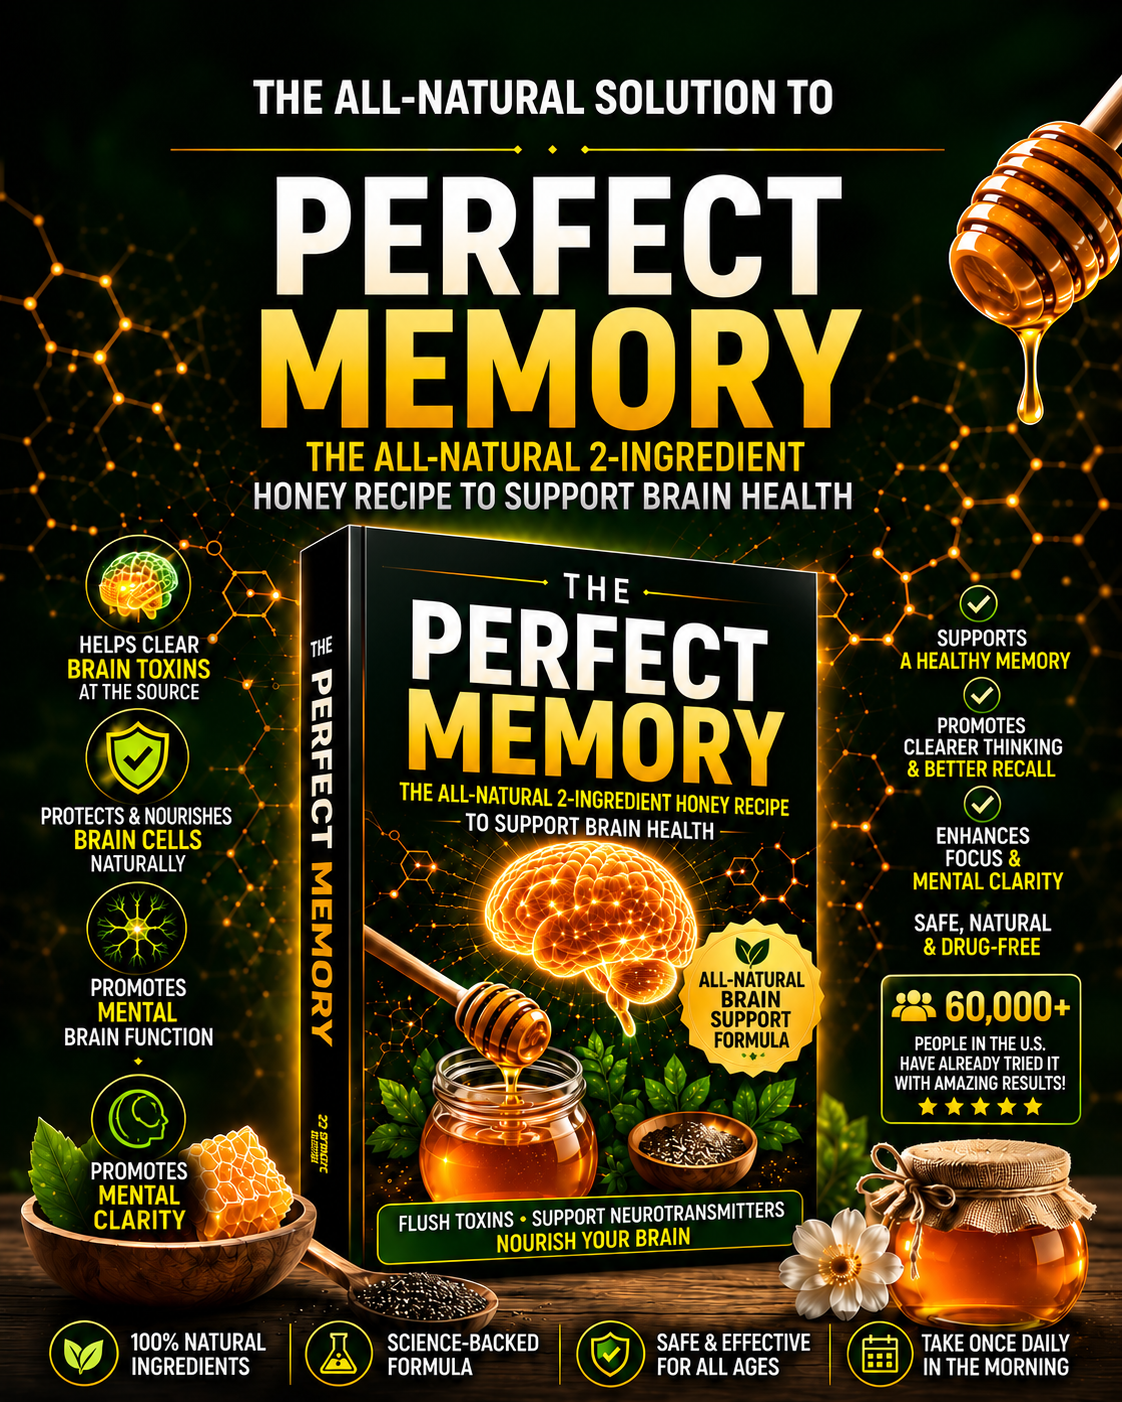 THE ALL-NATURAL SOLUTION TO
PERFECT
MEMORY
THE ALL-NATURAL 2-INGREDIENT
HONEY RECIPE TO SUPPORT BRAIN HEALTH
HELPS CLEAR
BRAIN TOXINS
AT THE SOURCE
PROTECTS & NOURISHES
BRAIN CELLS
NATURALLY
PROMOTES
MENTAL
BRAIN FUNCTION
PROMOTES
MENTAL
CLARITY
THE PERFECT MEMORY
THE
PERFECT
MEMORY
THE ALL-NATURAL 2-INGREDIENT HONEY RECIPE
TO SUPPORT BRAIN HEALTH
ALL-NATURAL
BRAIN
SUPPORT
FORMULA
FLUSH TOXINS • SUPPORT NEUROTRANSMITTERS
NOURISH YOUR BRAIN
SUPPORTS
A HEALTHY MEMORY
PROMOTES
CLEARER THINKING
& BETTER RECALL
ENHANCES
FOCUS &
MENTAL CLARITY
SAFE, NATURAL
& DRUG-FREE
60,000+
PEOPLE IN THE U.S.
HAVE ALREADY TRIED IT
WITH AMAZING RESULTS!
100% NATURAL
INGREDIENTS
SCIENCE-BACKED
FORMULA
SAFE & EFFECTIVE
FOR ALL AGES
TAKE ONCE DAILY
IN THE MORNING